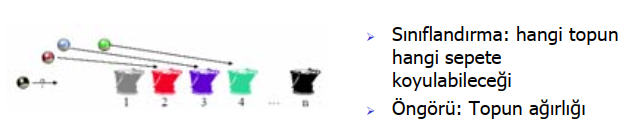 ?
1 2 3 4 ... n
➢ Sınıflandırma: hangi topun
hangi sepete
koyulabileceği
➢ Öngörü: Topun ağırlığı